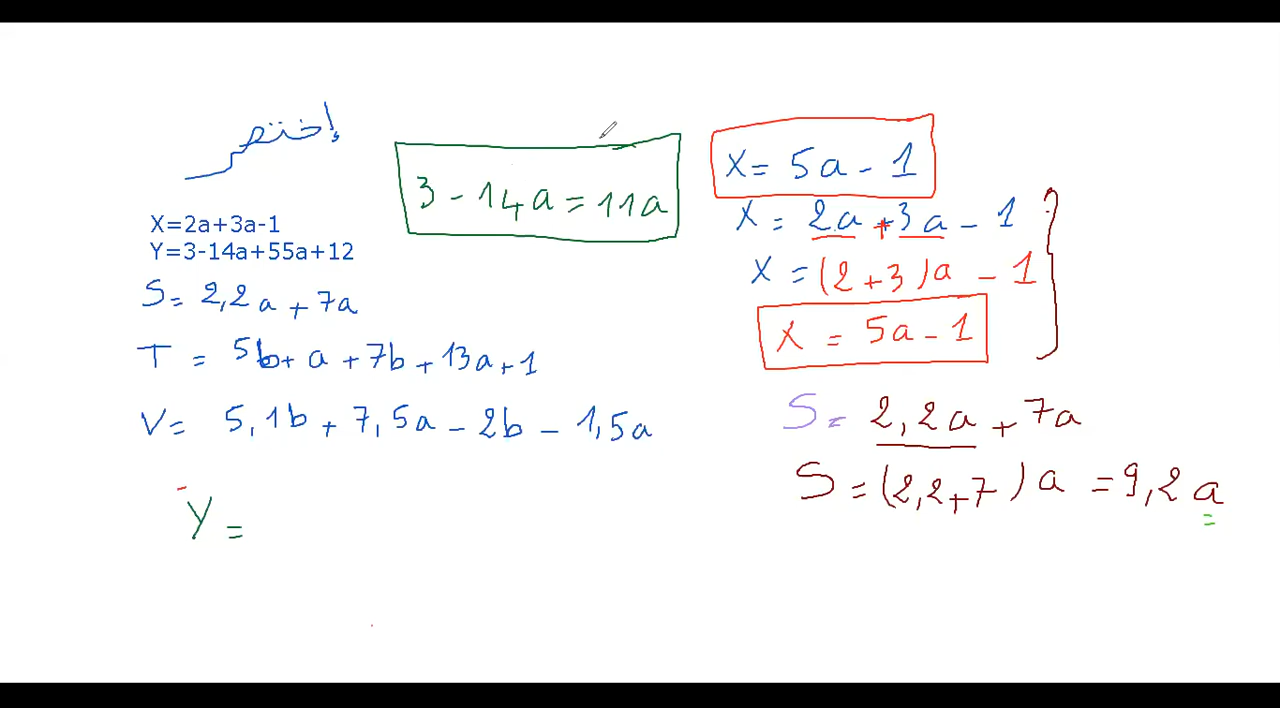 إختصر
X=2a+3a-1
Y=3-14a+55a+12
S= 2,2a + 7a
T = 5b+ a + 7b + 13a + 1
V= 5,1b + 7,5a - 2b - 1,5a
Y =
3 - 14a = 11a
X= 5a - 1
X = 2a + 3a - 1
X = (2+3)a - 1
X = 5a - 1
S= 2,2a + 7a
S = (2,2+7)a = 9,2a